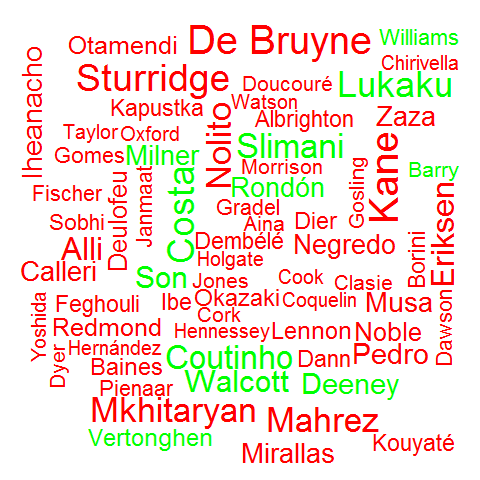 De Bruyne
Williams
Otamendi
Chirivella
Iheanacho
Sturridge
Doucouré
Lukaku
Kapustka
Watson
Nolito
Albrighton
Zaza
Taylor
Oxford
Gomes
Milner
Slimani
Kane
Morrison
Barry
Fischer
Deulofeu
Janmaat
Costa
Rondón
Gosling
Eriksen
Sobhi
Gradel
Aina
Dier
Alli
Dembélé
Negredo
Borini
Holgate
Calleri
Son
Jones
Cook
Clasie
Yoshida
Feghouli
Ibe
Okazaki
Coquelin
Musa
Dawson
Cork
Redmond
Hennessey
Lennon
Noble
Dyer
Hernández
Baines
Coutinho
Dann
Pedro
Pienaar
Walcott
Deeney
Mkhitaryan
Mahrez
Vertonghen
Mirallas
Kouyaté